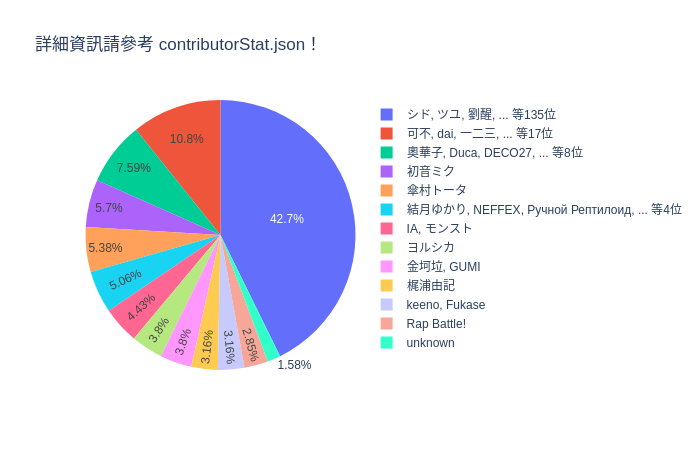 詳細資訊請參考 contributorStat.json！
42.7%
10.8%
7.59%
5.7%
5.38%
5.06%
4.43%
3.8%
3.8%
3.16%
3.16%
2.85%
1.58%
シド, ツユ, 劉醒, ... 等135位
可不, dai, 一二三, ... 等17位
奧華子, Duca, DECO27, ... 等8位
初音ミク
傘村トータ
結月ゆかり, NEFFEX, Ручной Рептилоид, ... 等4位
IA, モンスト
ヨルシカ
金坷垃, GUMI
梶浦由記
keeno, Fukase
Rap Battle!
unknown